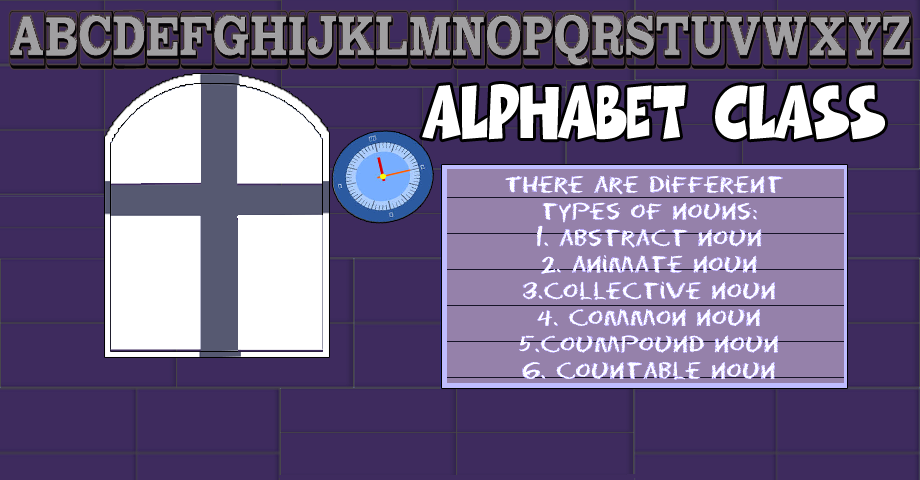 ABCDEFGHIJKLMNOPQRSTUVWXYZ
ALPHABET CLASS
THERE ARE DIFFERENT
TYPES OF NOUNS:
1. ABSTRACT NOUN
2. ANIMATE NOUN
3.COLLECTIVE NOUN
4. COMMON NOUN
5.COUMPOUND NOUN
6. COUNTABLE NOUN